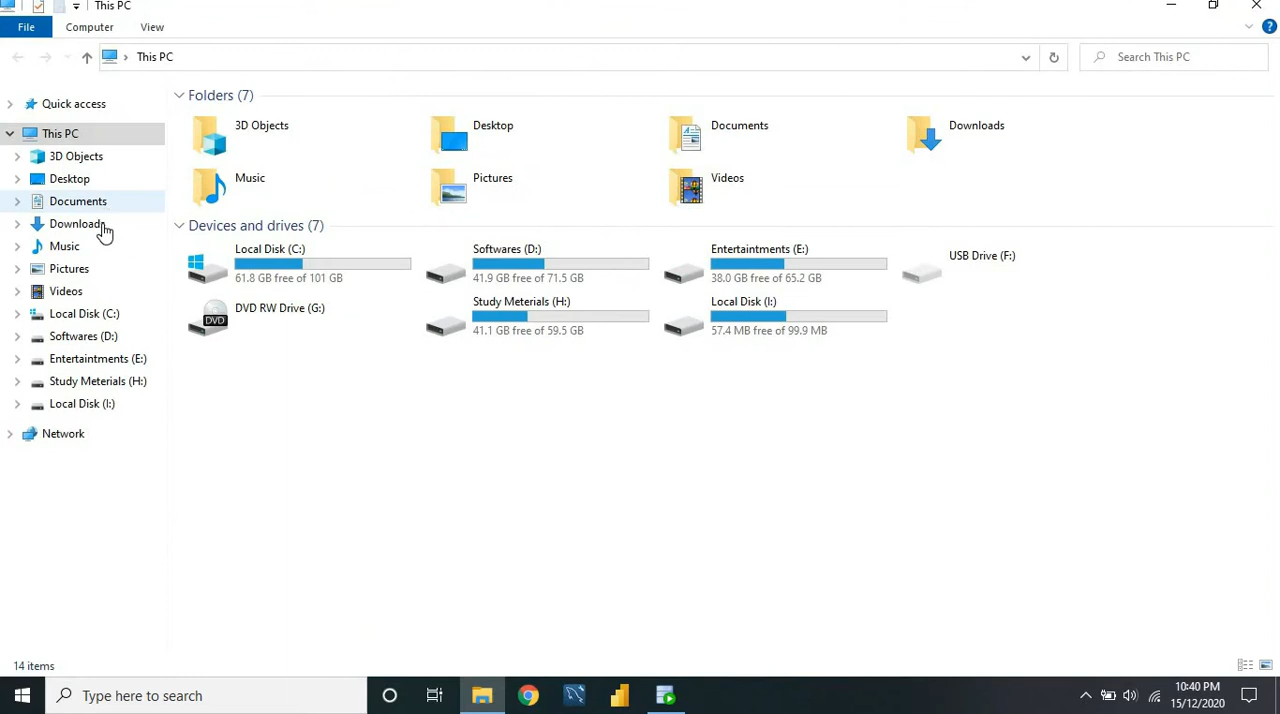 This PC
File Computer View
This PC
Search This PC
Quick access
This PC
3D Objects
Desktop
Documents
Downloads
Music
Pictures
Videos
Local Disk (C:)
Softwares (D:)
Entertaintments (E:)
Study Meterials (H:)
Local Disk (I:)
Network
Folders (7)
3D Objects
Desktop
Documents
Downloads
Music
Pictures
Videos
Devices and drives (7)
Local Disk (C:)
61.8 GB free of 101 GB
Softwares (D:)
41.9 GB free of 71.5 GB
Entertaintments (E:)
38.0 GB free of 65.2 GB
USB Drive (F:)
DVD RW Drive (G:)
DVD
Study Meterials (H:)
41.1 GB free of 59.5 GB
Local Disk (I:)
57.4 MB free of 99.9 MB
14 items
Type here to search
10:40 PM
15/12/2020